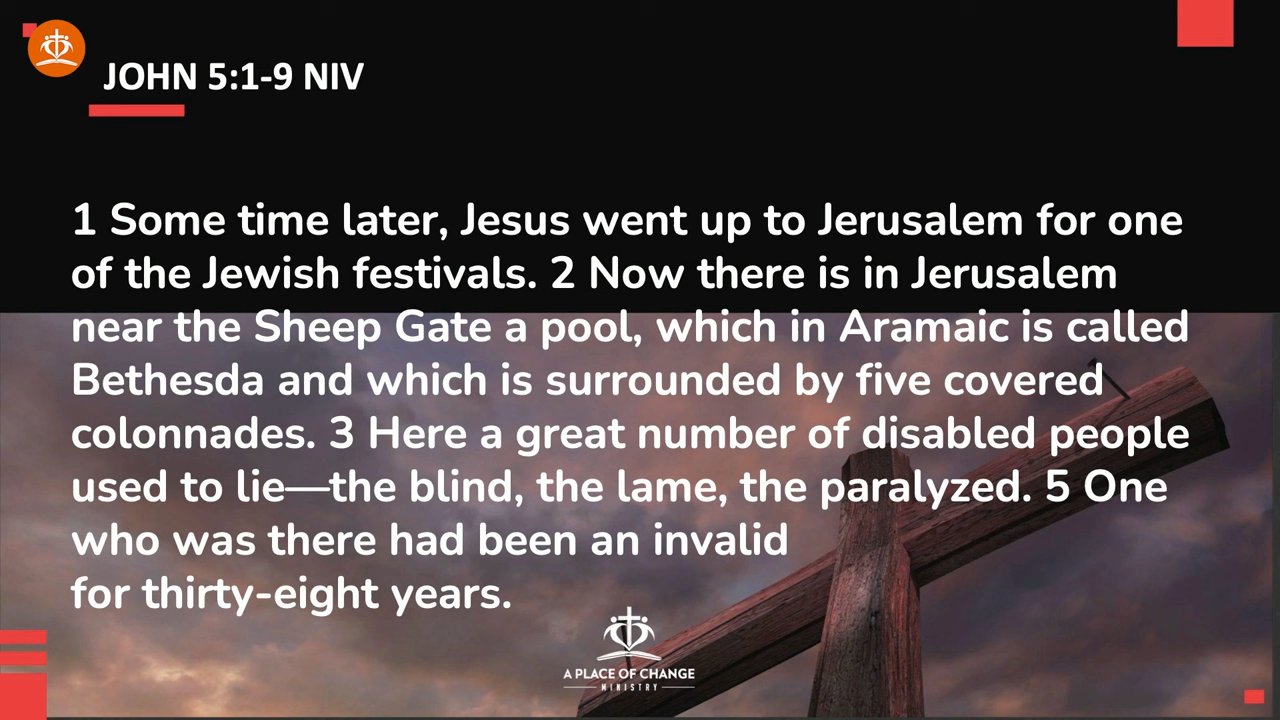 JOHN 5:1-9 NIV
1 Some time later, Jesus went up to Jerusalem for one
of the Jewish festivals. 2 Now there is in Jerusalem
near the Sheep Gate a pool, which in Aramaic is called
Bethesda and which is surrounded by five covered
colonnades. 3 Here a great number of disabled people
used to lie—the blind, the lame, the paralyzed. 5 One
who was there had been an invalid
for thirty-eight years.
A PLACE OF CHANGE
MINISTRY